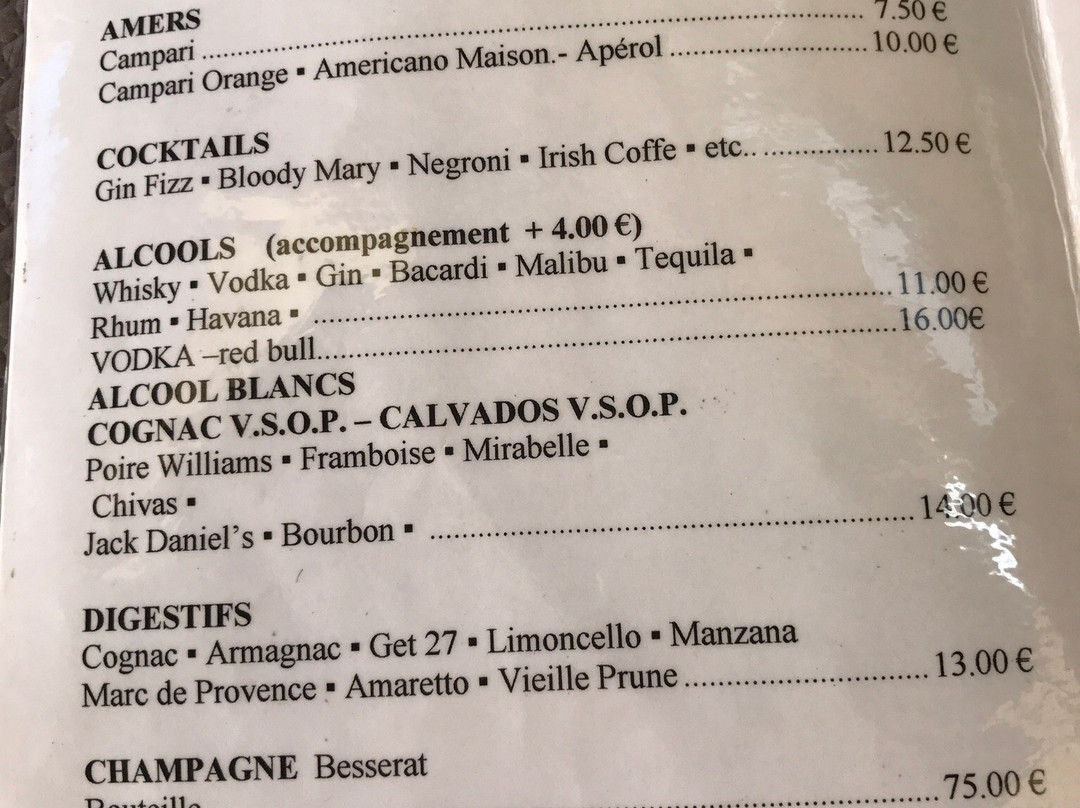 AMERS
Campari ........ 7.50 €
Campari Orange ▪ Americano Maison.- Apérol ........ 10.00 €
COCKTAILS
Gin Fizz ▪ Bloody Mary ▪ Negroni ▪ Irish Coffe ▪ etc.. ........ 12.50 €
ALCOOLS (accompagnement + 4.00 €)
Whisky ▪ Vodka ▪ Gin ▪ Bacardi ▪ Malibu ▪ Tequila ▪
Rhum ▪ Havana ▪ ........ 11.00 €
VODKA –red bull........ 16.00€
ALCOOL BLANCS
COGNAC V.S.O.P. – CALVADOS V.S.O.P.
Poire Williams ▪ Framboise ▪ Mirabelle ▪
Chivas ▪
Jack Daniel’s ▪ Bourbon ▪ ........ 14.00 €
DIGESTIFS
Cognac ▪ Armagnac ▪ Get 27 ▪ Limoncello ▪ Manzana
Marc de Provence ▪ Amaretto ▪ Vieille Prune ........ 13.00 €
CHAMPAGNE Besserat
Bouteille ........ 75.00 €